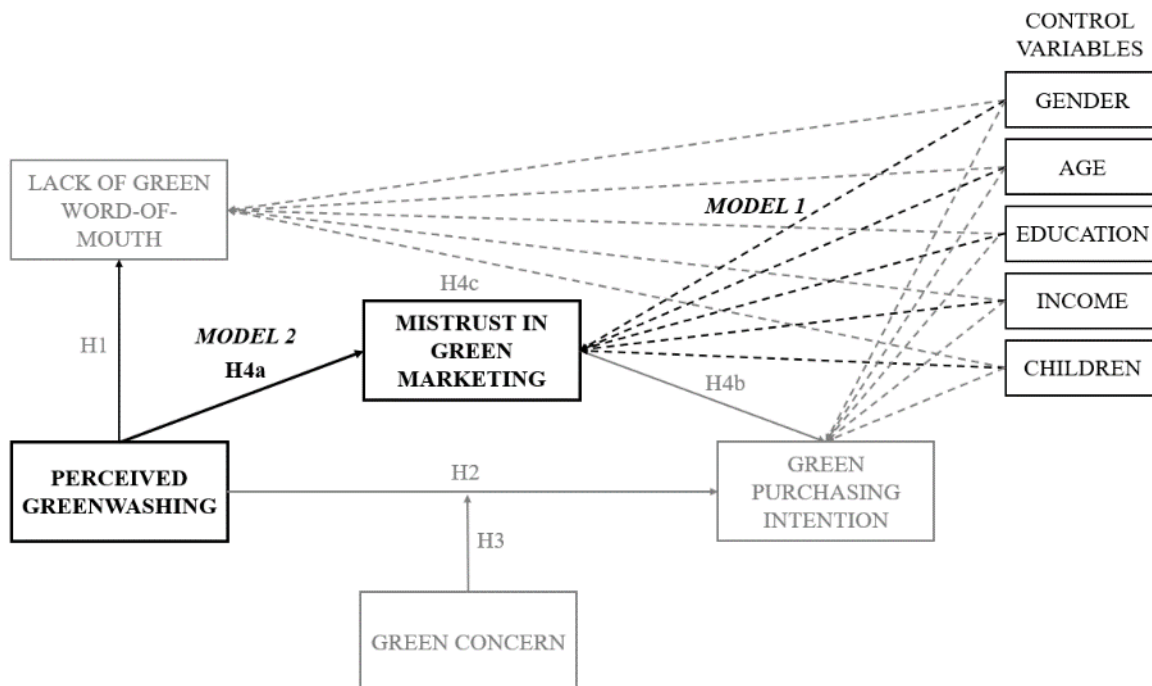 CONTROL
VARIABLES
GENDER
AGE
EDUCATION
INCOME
CHILDREN
LACK OF GREEN
WORD-OF-
MOUTH
MODEL 1
H4c
H1
MODEL 2
H4a
MISTRUST IN
GREEN
MARKETING
H4b
PERCEIVED
GREENWASHING
H2
GREEN
PURCHASING
INTENTION
H3
GREEN CONCERN